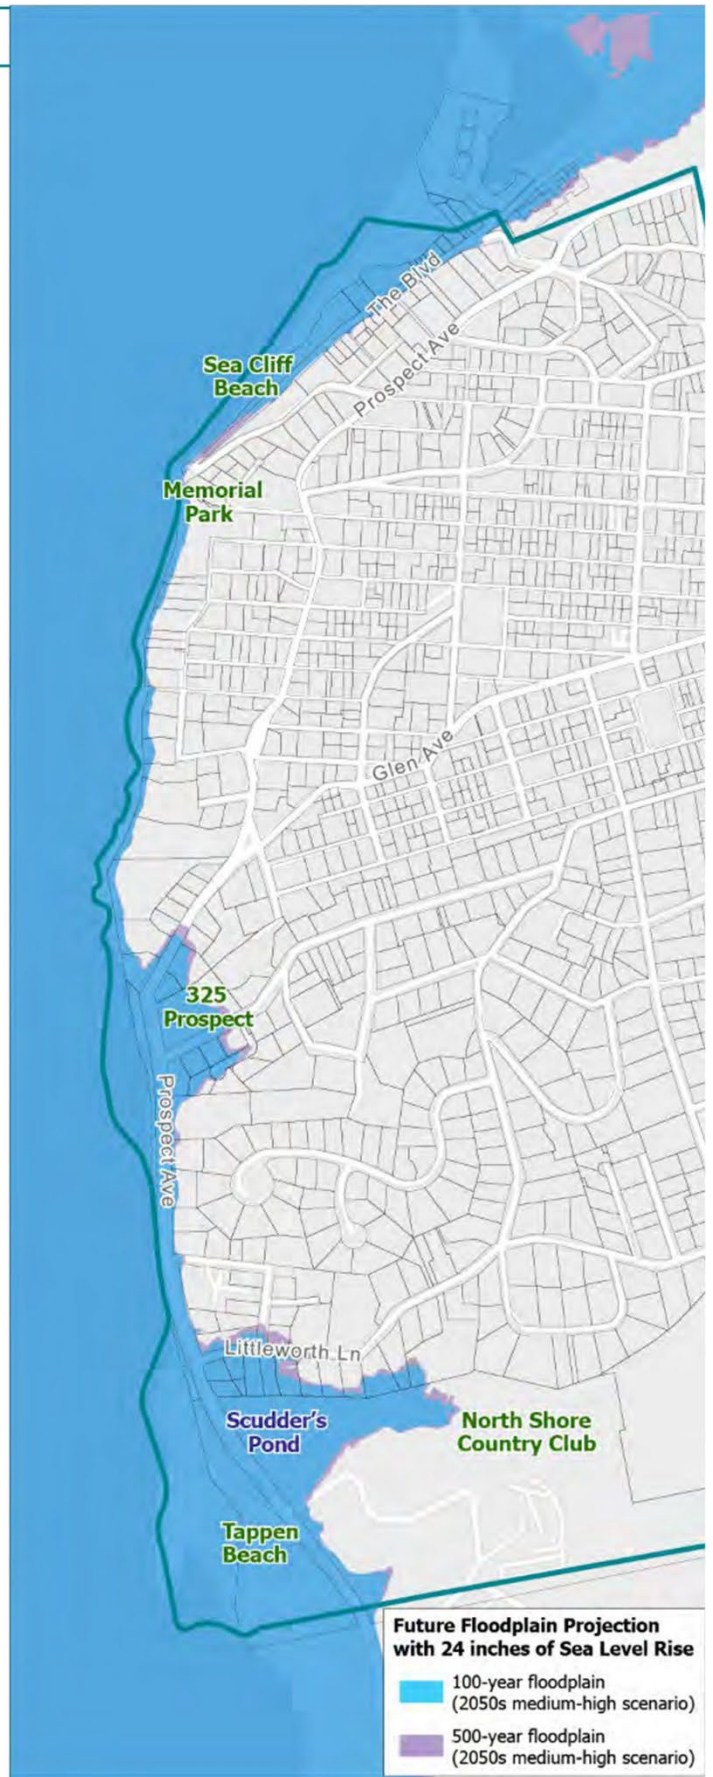 The Blvd
Sea Cliff
Beach
Prospect Ave
Memorial
Park
Glen Ave
325
Prospect
Prospect Ave
Littleworth Ln
Scudder's
Pond
North Shore
Country Club
Tappen
Beach
Future Floodplain Projection
with 24 inches of Sea Level Rise
100-year floodplain
(2050s medium-high scenario)
500-year floodplain
(2050s medium-high scenario)